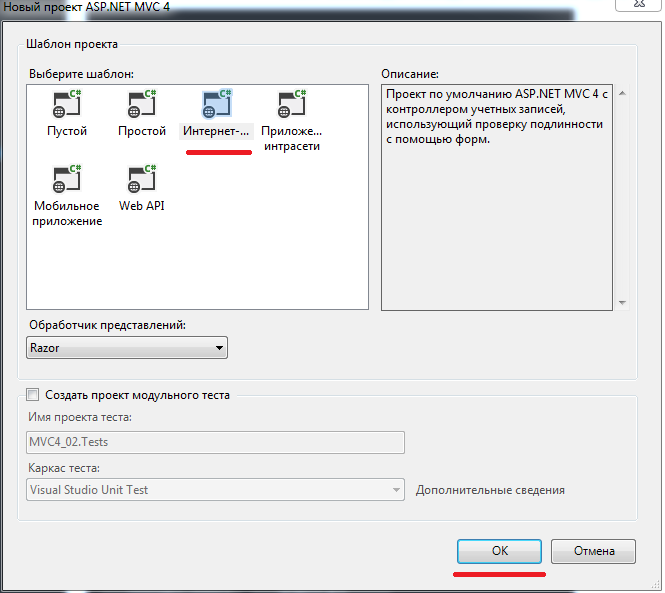 Новый проект ASP.NET MVC 4
Шаблон проекта
Выберите шаблон:
Описание:
C# C# C# C#
Пустой Простой Интернет-... Приложе...
интрасети
C# C#
Мобильное Web API
приложение
Проект по умолчанию ASP.NET MVC 4 с
контроллером учетных записей,
использующий проверку подлинности
с помощью форм.
Обработчик представлений:
Razor
Создать проект модульного теста
Имя проекта теста:
MVC4_02.Tests
Каркас теста:
Visual Studio Unit Test
Дополнительные сведения
OK
Отмена